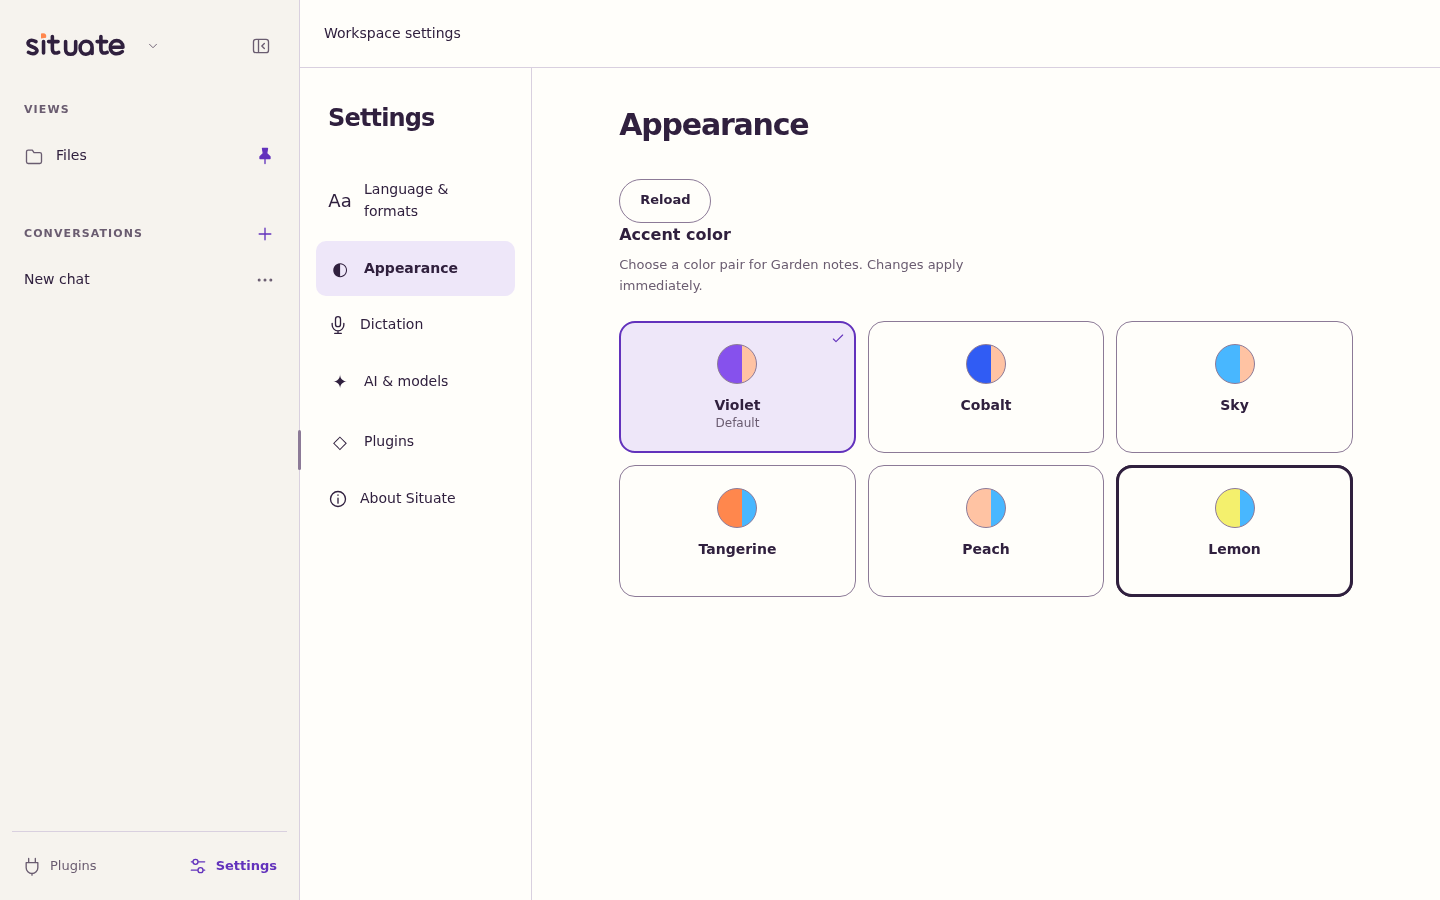 situate
VIEWS
Files
CONVERSATIONS
New chat
Plugins
Settings
Workspace settings
Settings
Aa Language &
formats
Appearance
Dictation
AI & models
Plugins
About Situate
Appearance
Reload
Accent color
Choose a color pair for Garden notes. Changes apply
immediately.
Violet
Default
Cobalt
Sky
Tangerine
Peach
Lemon